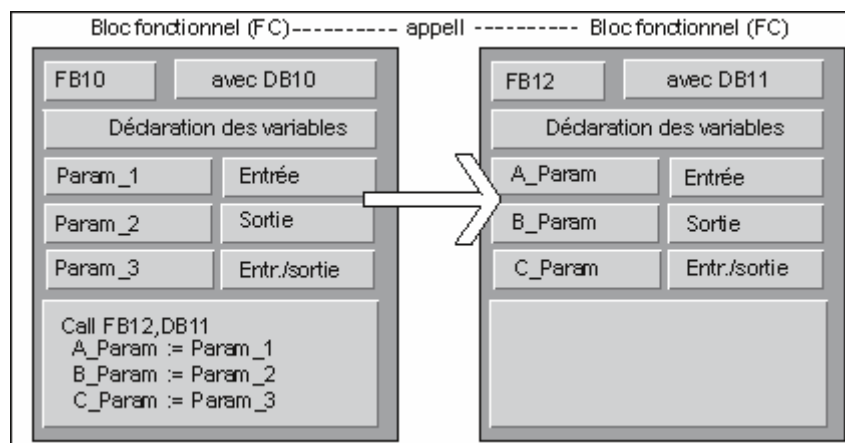 Bloc fonctionnel (FC)------------ appell ---------- Bloc fonctionnel (FC)
FB10
avec DB10
Déclaration des variables
Param_1
Entrée
Param_2
Sortie
Param_3
Entr./sortie
Call FB12,DB11
A_Param := Param_1
B_Param := Param_2
C_Param := Param_3
FB12
avec DB11
Déclaration des variables
A_Param
Entrée
B_Param
Sortie
C_Param
Entr./sortie